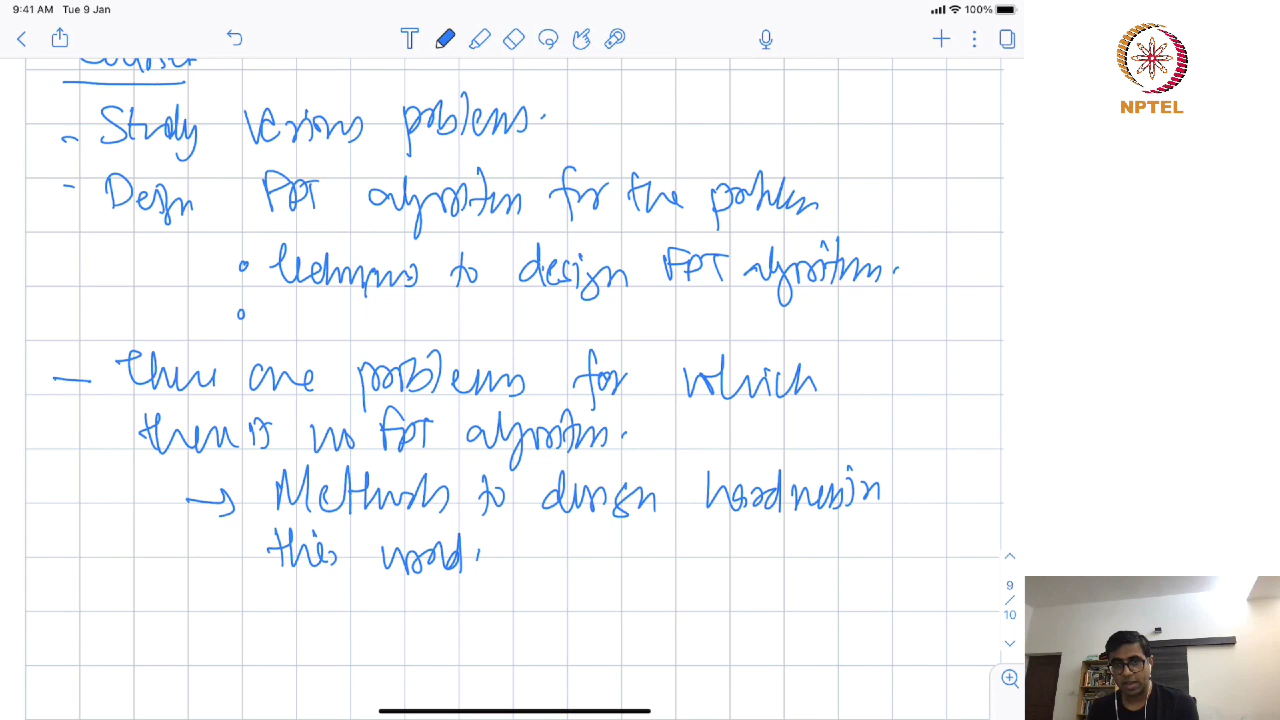 9:41 AM Tue 9 Jan 100%
NPTEL
Course
- Study various problems.
- Design FPT algorithm for the problem
∘ techniques to design FPT algorithm.
∘
- there are problems for which
there is no FPT algorithm.
→ Methods to design hardness in
this world.
9
/
10